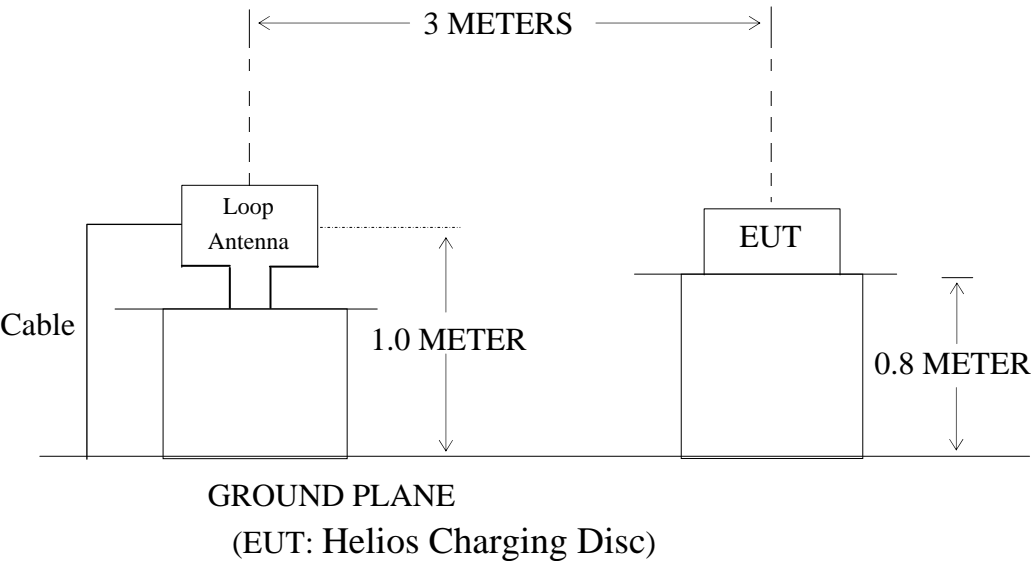 3 METERS
Loop
Antenna
EUT
Cable
1.0 METER
0.8 METER
GROUND PLANE
(EUT: Helios Charging Disc)